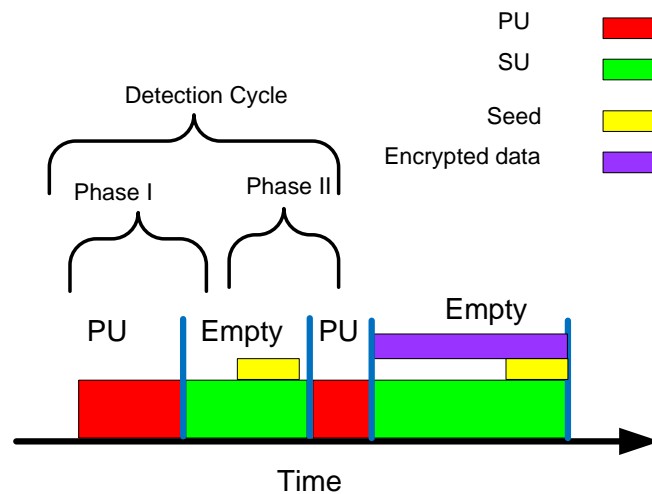 PU
SU
Seed
Encrypted data
Detection Cycle
Phase I
Phase II
PU
Empty
PU
Empty
Time